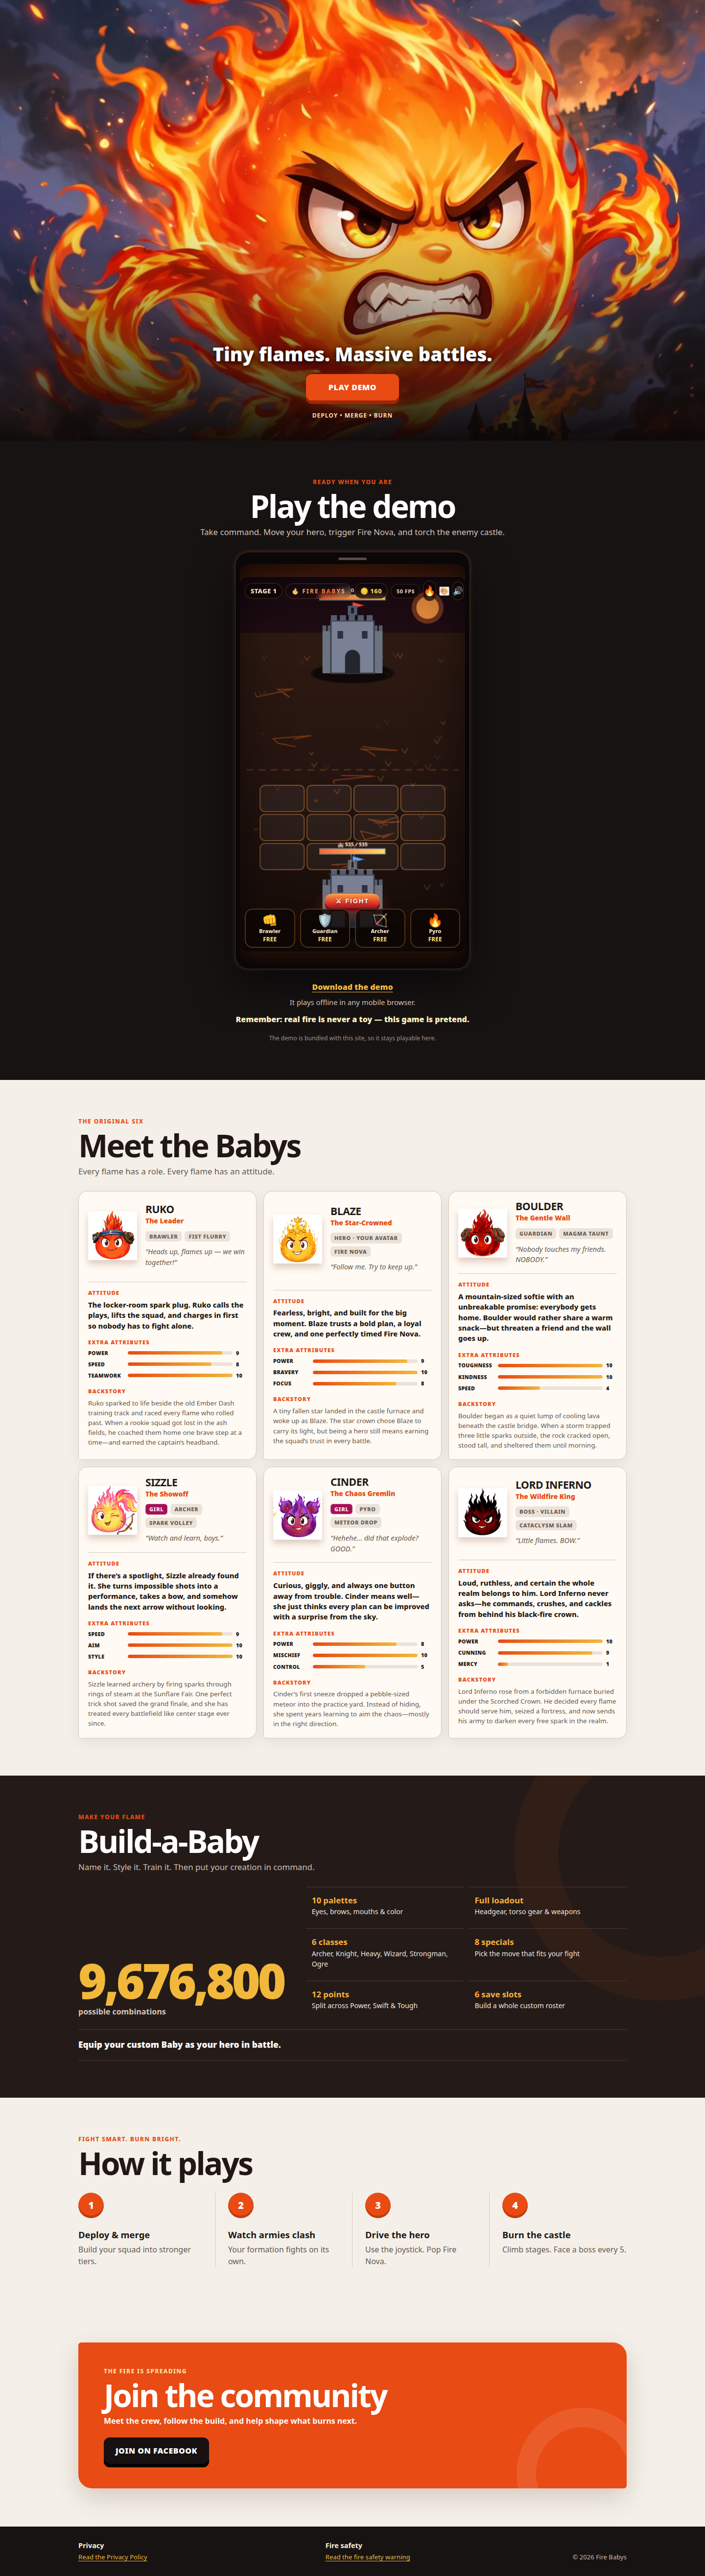 Tiny flames. Massive battles.
PLAY DEMO
DEPLOY • MERGE • BURN
READY WHEN YOU ARE
Play the demo
Take command. Move your hero, trigger Fire Nova, and torch the enemy castle.
STAGE 1
FIRE BABYS
160
50 FPS
515 / 515
FIGHT
Brawler
FREE
Guardian
FREE
Archer
FREE
Pyro
FREE
Download the demo
It plays offline in any mobile browser.
Remember: real fire is never a toy — this game is pretend.
The demo is bundled with this site, so it stays playable here.
THE ORIGINAL SIX
Meet the Babys
Every flame has a role. Every flame has an attitude.
RUKO
The Leader
BRAWLER
FIST FLURRY
“Heads up, flames up — we win
together!”
ATTITUDE
The locker-room spark plug. Ruko calls the
plays, lifts the squad, and charges in first
so nobody has to fight alone.
EXTRA ATTRIBUTES
POWER 9
SPEED 8
TEAMWORK 10
BACKSTORY
Ruko sparked to life beside the old Ember Dash
training track and raced every flame who rolled
past. When a rookie squad got lost in the ash
fields, he coached them home one brave step at a
time—and earned the captain’s headband.
BLAZE
The Star-Crowned
HERO · YOUR AVATAR
FIRE NOVA
“Follow me. Try to keep up.”
ATTITUDE
Fearless, bright, and built for the big
moment. Blaze trusts a bold plan, a loyal
crew, and one perfectly timed Fire Nova.
EXTRA ATTRIBUTES
POWER 9
BRAVERY 10
FOCUS 8
BACKSTORY
A tiny fallen star landed in the castle furnace and
woke up as Blaze. The star crown chose Blaze to
carry its light, but being a hero still means earning
the squad’s trust in every battle.
BOULDER
The Gentle Wall
GUARDIAN
MAGMA TAUNT
“Nobody touches my friends.
NOBODY.”
ATTITUDE
A mountain-sized softie with an
unbreakable promise: everybody gets
home. Boulder would rather share a warm
snack—but threaten a friend and the wall
goes up.
EXTRA ATTRIBUTES
TOUGHNESS 10
KINDNESS 10
SPEED 4
BACKSTORY
Boulder began as a quiet lump of cooling lava
beneath the castle bridge. When a storm trapped
three little sparks outside, the rock cracked open,
stood tall, and sheltered them until morning.
SIZZLE
The Showoff
GIRL
ARCHER
SPARK VOLLEY
“Watch and learn, boys.”
ATTITUDE
If there’s a spotlight, Sizzle already found
it. She turns impossible shots into a
performance, takes a bow, and somehow
lands the next arrow without looking.
EXTRA ATTRIBUTES
SPEED 9
AIM 10
STYLE 10
BACKSTORY
Sizzle learned archery by firing sparks through
rings of steam at the Sunflare Fair. One perfect
trick shot saved the grand finale, and she has
treated every battlefield like center stage ever
since.
CINDER
The Chaos Gremlin
GIRL
PYRO
METEOR DROP
“Hehehe... did that explode?
GOOD.”
ATTITUDE
Curious, giggly, and always one button
away from trouble. Cinder means well—
she just thinks every plan can be improved
with a surprise from the sky.
EXTRA ATTRIBUTES
POWER 8
MISCHIEF 10
CONTROL 5
BACKSTORY
Cinder’s first sneeze dropped a pebble-sized
meteor into the practice yard. Instead of hiding,
she spent years learning to aim the chaos—mostly
in the right direction.
LORD INFERNO
The Wildfire King
BOSS · VILLAIN
CATACLYSM SLAM
“Little flames. BOW.”
ATTITUDE
Loud, ruthless, and certain the whole
realm belongs to him. Lord Inferno never
asks—he commands, crushes, and cackles
from behind his black-fire crown.
EXTRA ATTRIBUTES
POWER 10
CUNNING 9
MERCY 1
BACKSTORY
Lord Inferno rose from a forbidden furnace buried
under the Scorched Crown. He decided every flame
should serve him, seized a fortress, and now sends
his army to darken every free spark in the realm.
MAKE YOUR FLAME
Build-a-Baby
Name it. Style it. Train it. Then put your creation in command.
9,676,800
possible combinations
10 palettes
Eyes, brows, mouths & color
Full loadout
Headgear, torso gear & weapons
6 classes
Archer, Knight, Heavy, Wizard, Strongman,
Ogre
8 specials
Pick the move that fits your fight
12 points
Split across Power, Swift & Tough
6 save slots
Build a whole custom roster
Equip your custom Baby as your hero in battle.
FIGHT SMART. BURN BRIGHT.
How it plays
1
Deploy & merge
Build your squad into stronger
tiers.
2
Watch armies clash
Your formation fights on its
own.
3
Drive the hero
Use the joystick. Pop Fire
Nova.
4
Burn the castle
Climb stages. Face a boss every 5.
THE FIRE IS SPREADING
Join the community
Meet the crew, follow the build, and help shape what burns next.
JOIN ON FACEBOOK
Privacy
Read the Privacy Policy
Fire safety
Read the fire safety warning
© 2026 Fire Babys